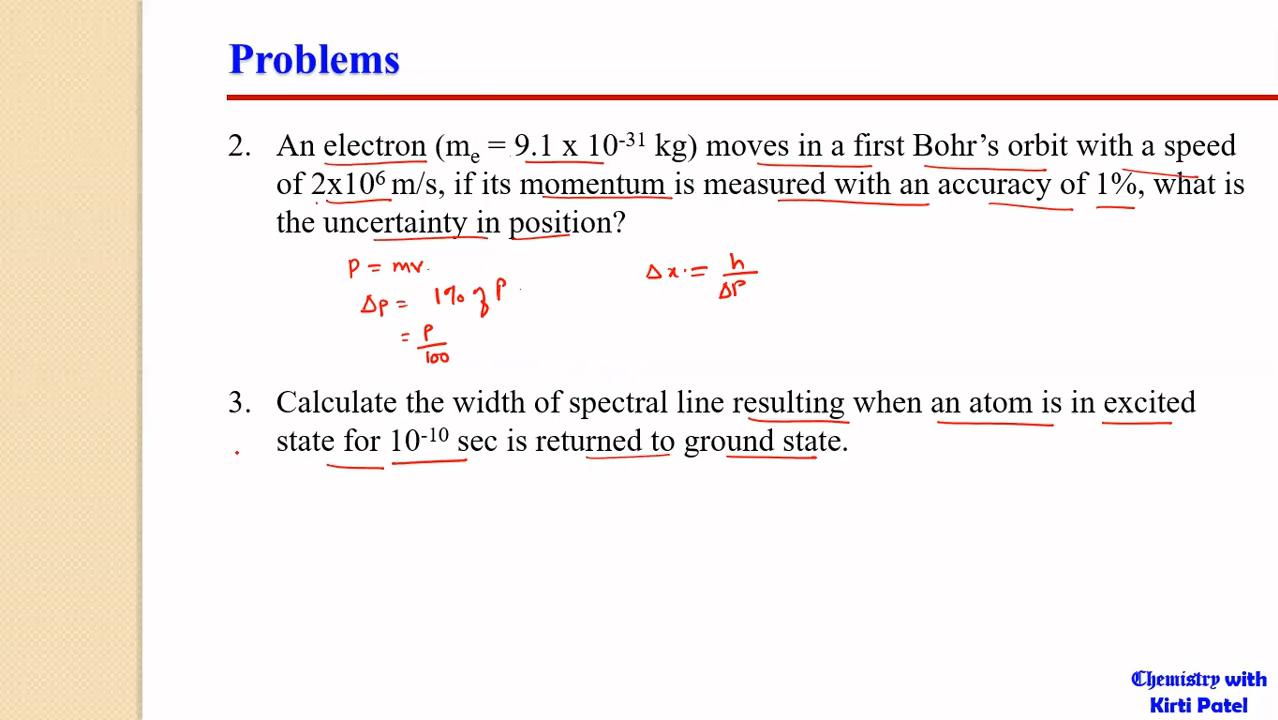 Problems
2. An electron (mₑ = 9.1 x 10⁻³¹ kg) moves in a first Bohr's orbit with a speed
of 2x10⁶ m/s, if its momentum is measured with an accuracy of 1%, what is
the uncertainty in position?
P = mv.
Δx = h/ΔP
Δp = 1% of P
= P/100
3. Calculate the width of spectral line resulting when an atom is in excited
state for 10⁻¹⁰ sec is returned to ground state.
Chemistry with
Kirti Patel